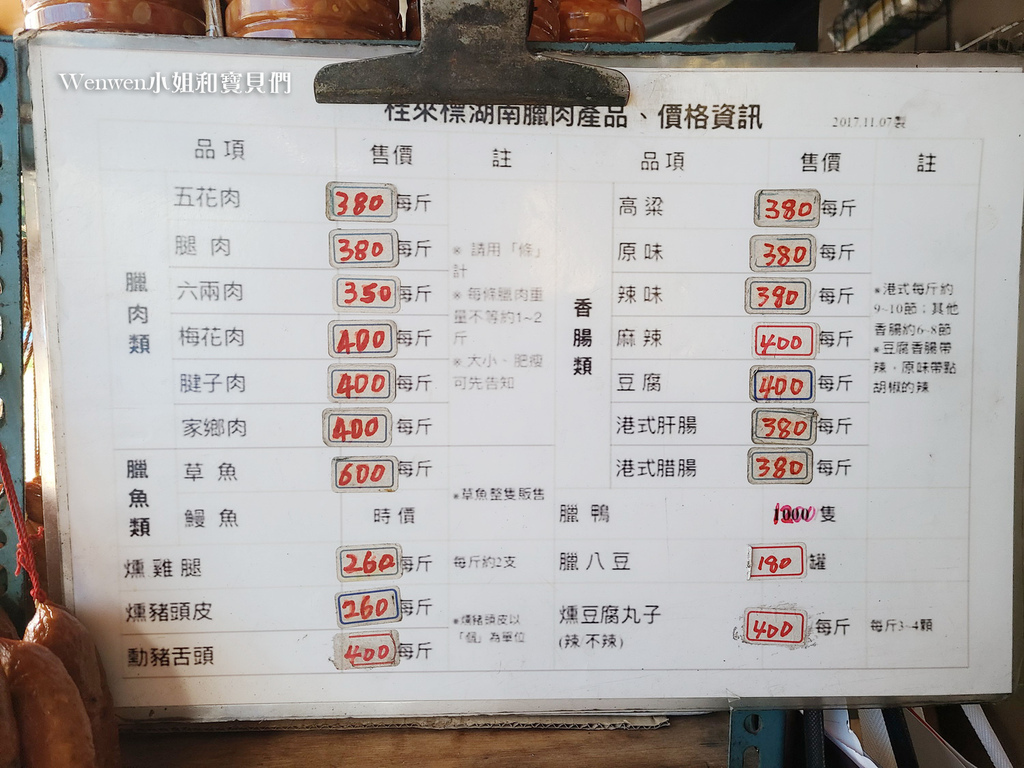 Wenwen小姐和寶貝們
桂來標湖南臘肉產品、價格資訊
2017.11.07製
品項 售價 註
臘肉類
五花肉 380 每斤
腿肉 380 每斤
六兩肉 350 每斤
梅花肉 400 每斤
腱子肉 400 每斤
家鄉肉 400 每斤
※ 請用「條」
計
※ 每條臘肉重
量不等約1~2
斤
※ 大小、肥瘦
可先告知
臘魚類
草魚 600 每斤
鰻魚 時價
※草魚整隻販售
燻雞腿 260 每斤 每斤約2支
燻豬頭皮 260 每斤
※燻豬頭皮以
「個」為單位
勳豬舌頭 400 每斤
品項 售價 註
香腸類
高粱 380 每斤
原味 380 每斤
辣味 380 每斤
麻辣 400 每斤
豆腐 400 每斤
港式肝腸 380 每斤
港式腊腸 380 每斤
※港式每斤約
9~10節；其他
香腸約6~8節
※豆腐香腸帶
辣，原味帶點
胡椒的辣
臘鴨 隻
臘八豆 180 罐
燻豆腐丸子
(辣 不辣)
400 每斤 每斤3~4顆